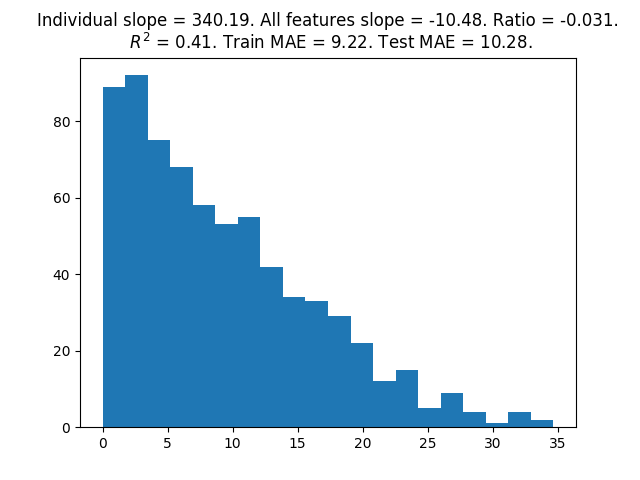 Individual slope = 340.19. All features slope = -10.48. Ratio = -0.031.
R² = 0.41. Train MAE = 9.22. Test MAE = 10.28.
80
60
40
20
0
0 5 10 15 20 25 30 35